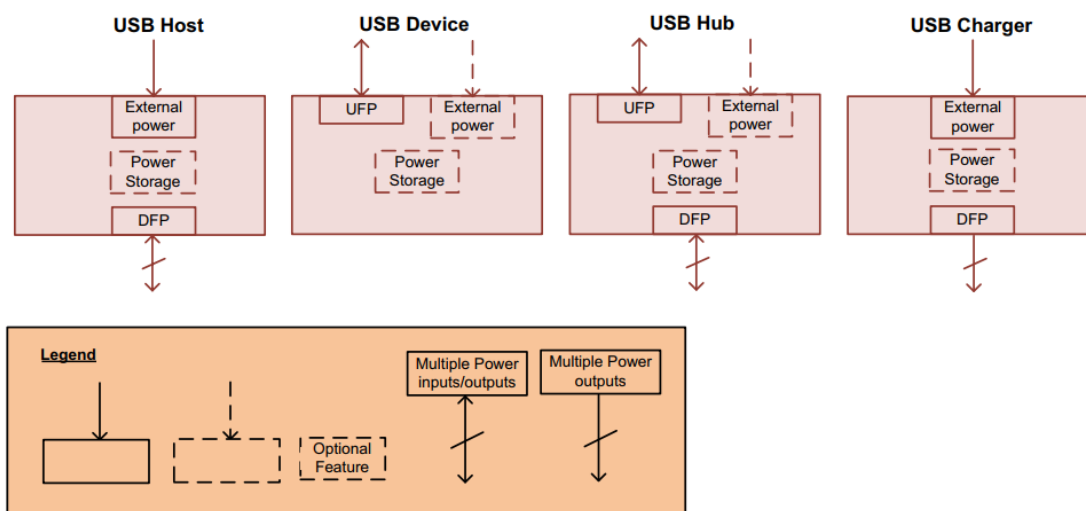 USB Host
USB Device
USB Hub
USB Charger
External
power
Power
Storage
DFP
UFP
External
power
Power
Storage
UFP
External
power
Power
Storage
DFP
External
power
Power
Storage
DFP
Legend
Optional
Feature
Multiple Power
inputs/outputs
Multiple Power
outputs